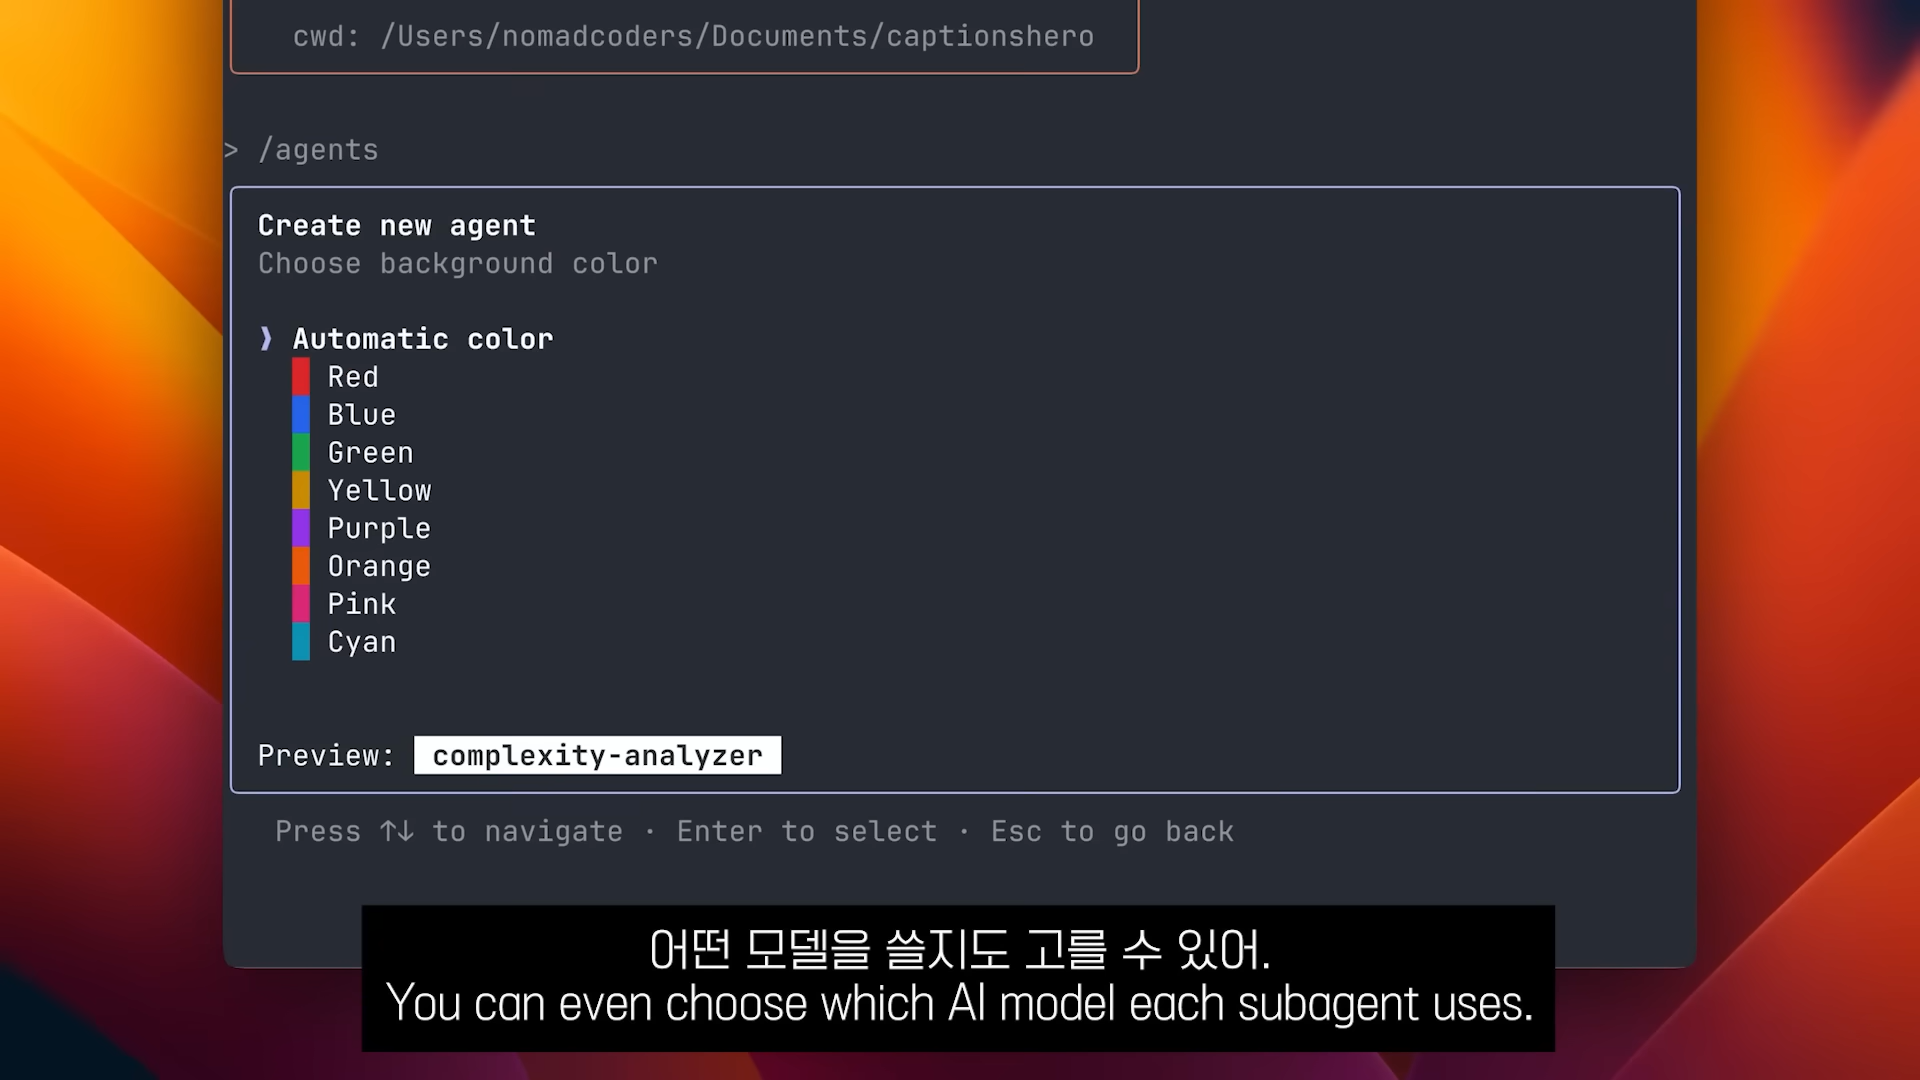 cwd: /Users/nomadcoders/Documents/captionshero
> /agents
Create new agent
Choose background color
❯ Automatic color
Red
Blue
Green
Yellow
Purple
Orange
Pink
Cyan
Preview: complexity-analyzer
Press ↑↓ to navigate · Enter to select · Esc to go back
어떤 모델을 쓸지도 고를 수 있어.
You can even choose which AI model each subagent uses.